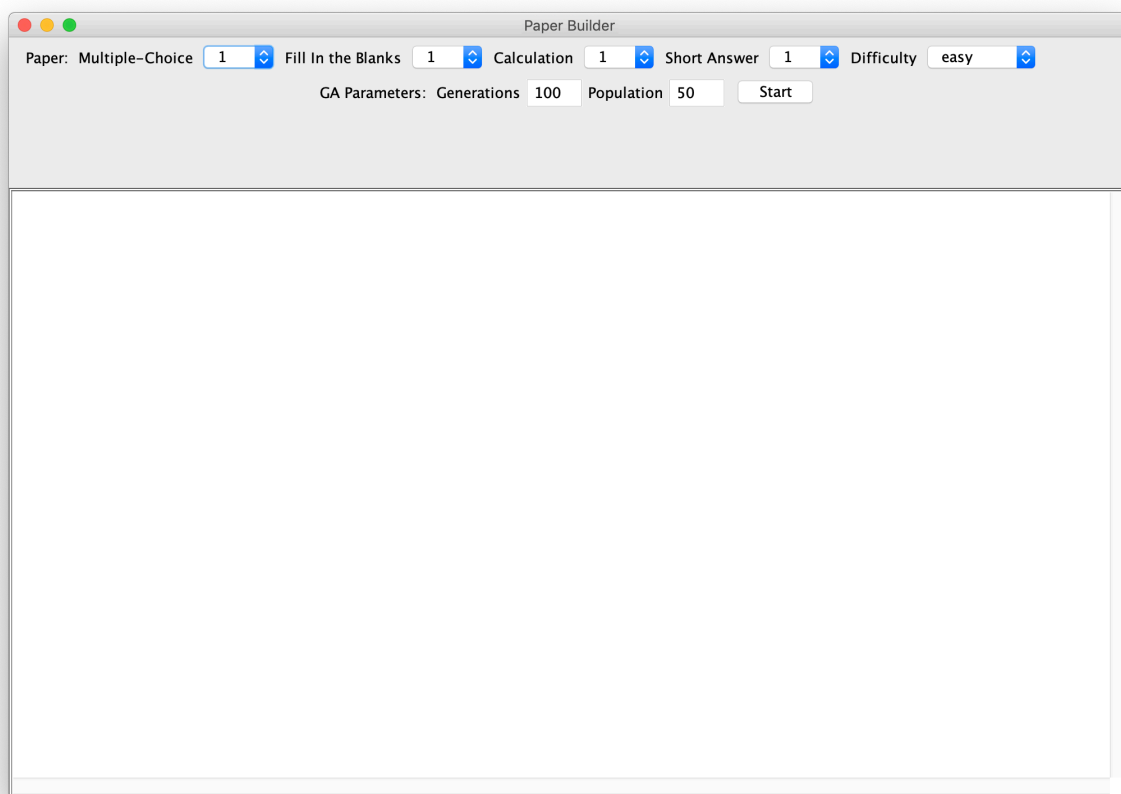 Paper Builder
Paper: Multiple-Choice 1 Fill In the Blanks 1 Calculation 1 Short Answer 1 Difficulty easy
GA Parameters: Generations 100 Population 50 Start